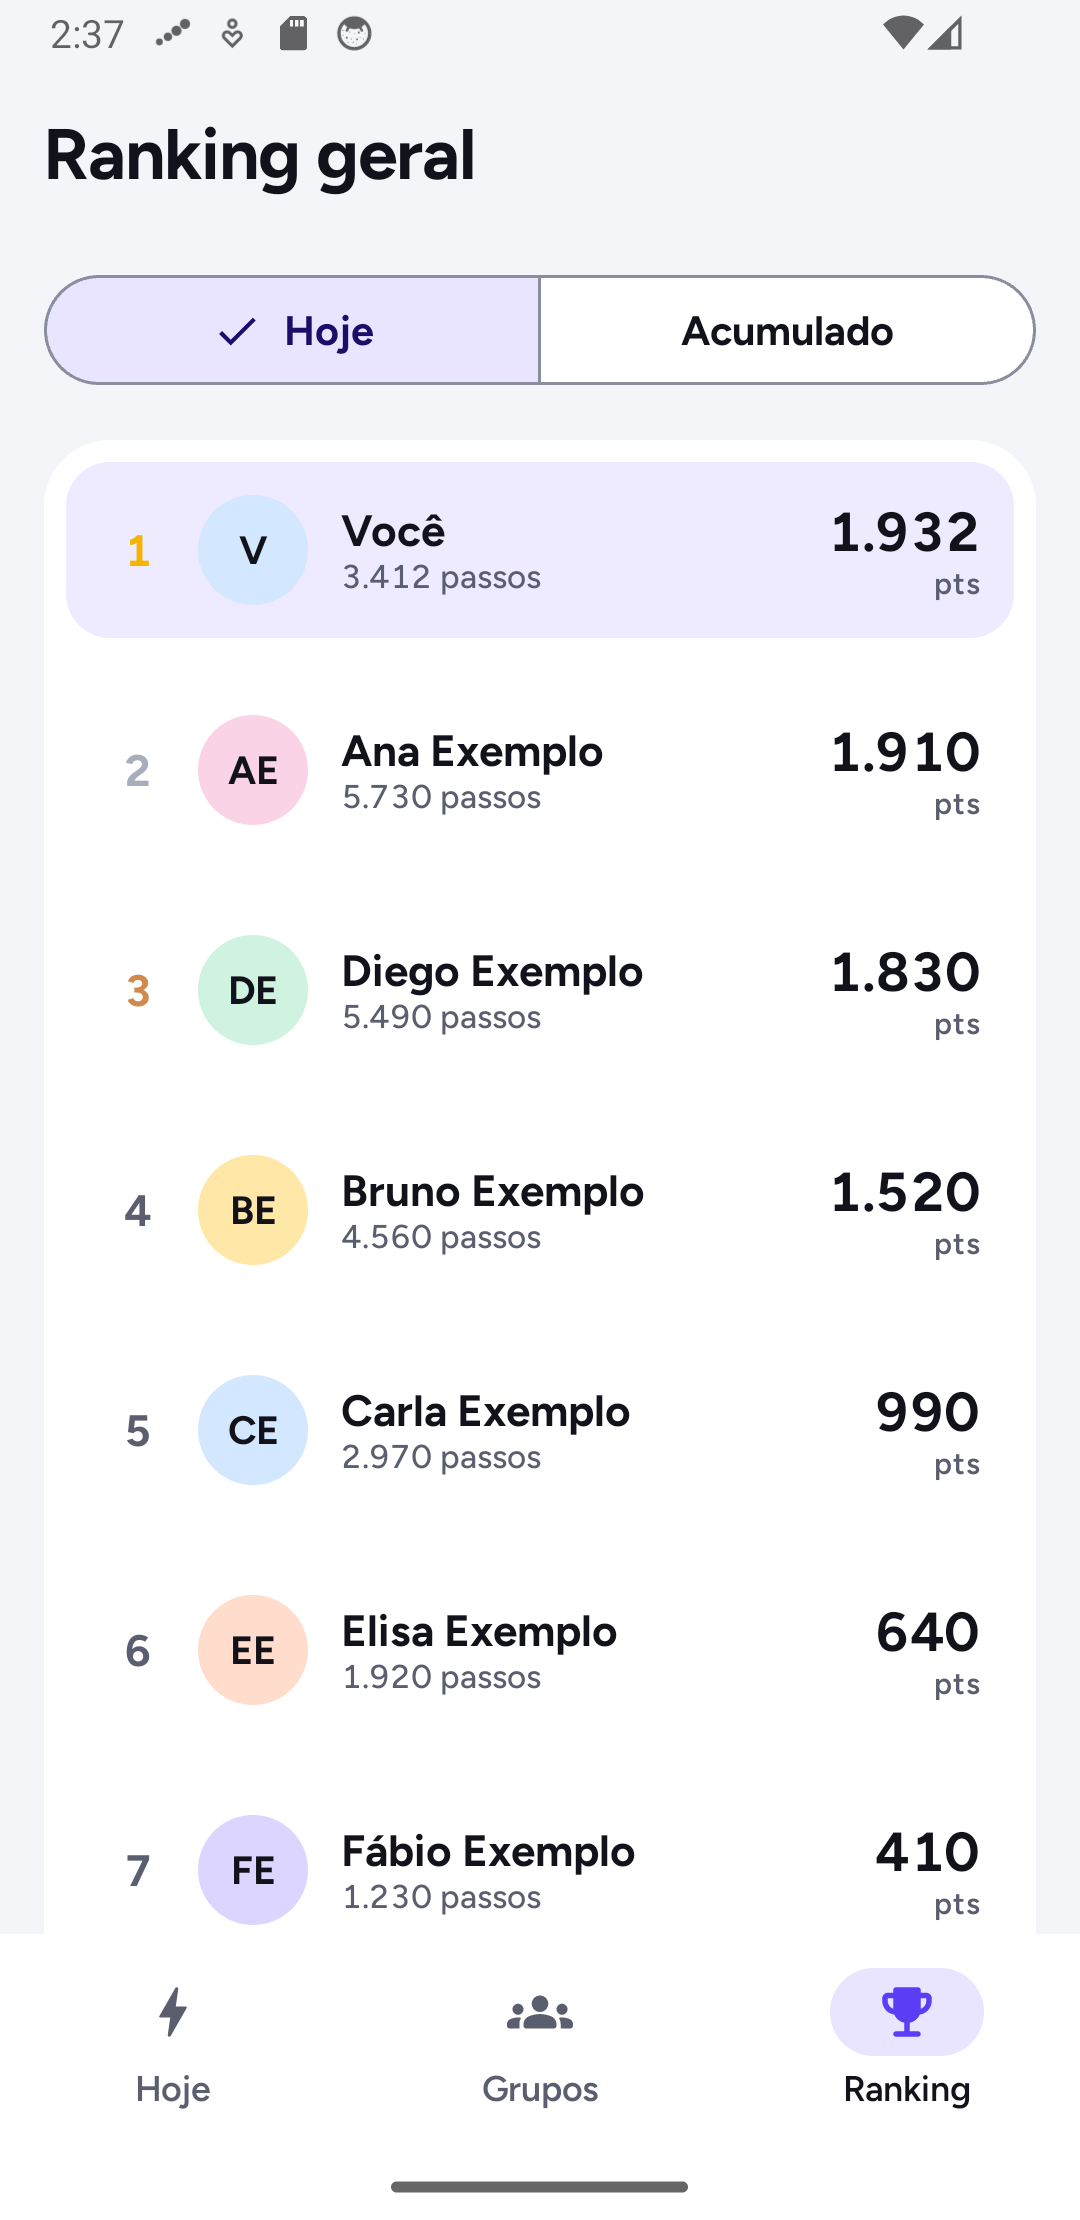 2:37
Ranking geral
Hoje
Acumulado
1
V
Você
3.412 passos
1.932
pts
2
AE
Ana Exemplo
5.730 passos
1.910
pts
3
DE
Diego Exemplo
5.490 passos
1.830
pts
4
BE
Bruno Exemplo
4.560 passos
1.520
pts
5
CE
Carla Exemplo
2.970 passos
990
pts
6
EE
Elisa Exemplo
1.920 passos
640
pts
7
FE
Fábio Exemplo
1.230 passos
410
pts
Hoje
Grupos
Ranking